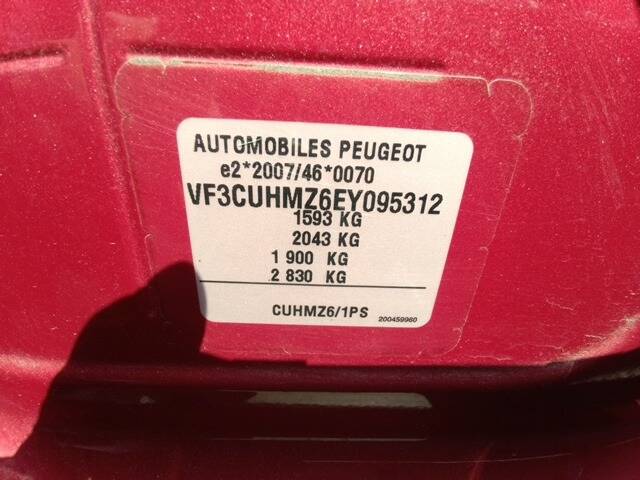 AUTOMOBILES PEUGEOT
e2*2007/46*0070
VF3CUHMZ6EY095312
1593 KG
2043 KG
1 900 KG
2 830 KG
CUHMZ6/1PS
200459960